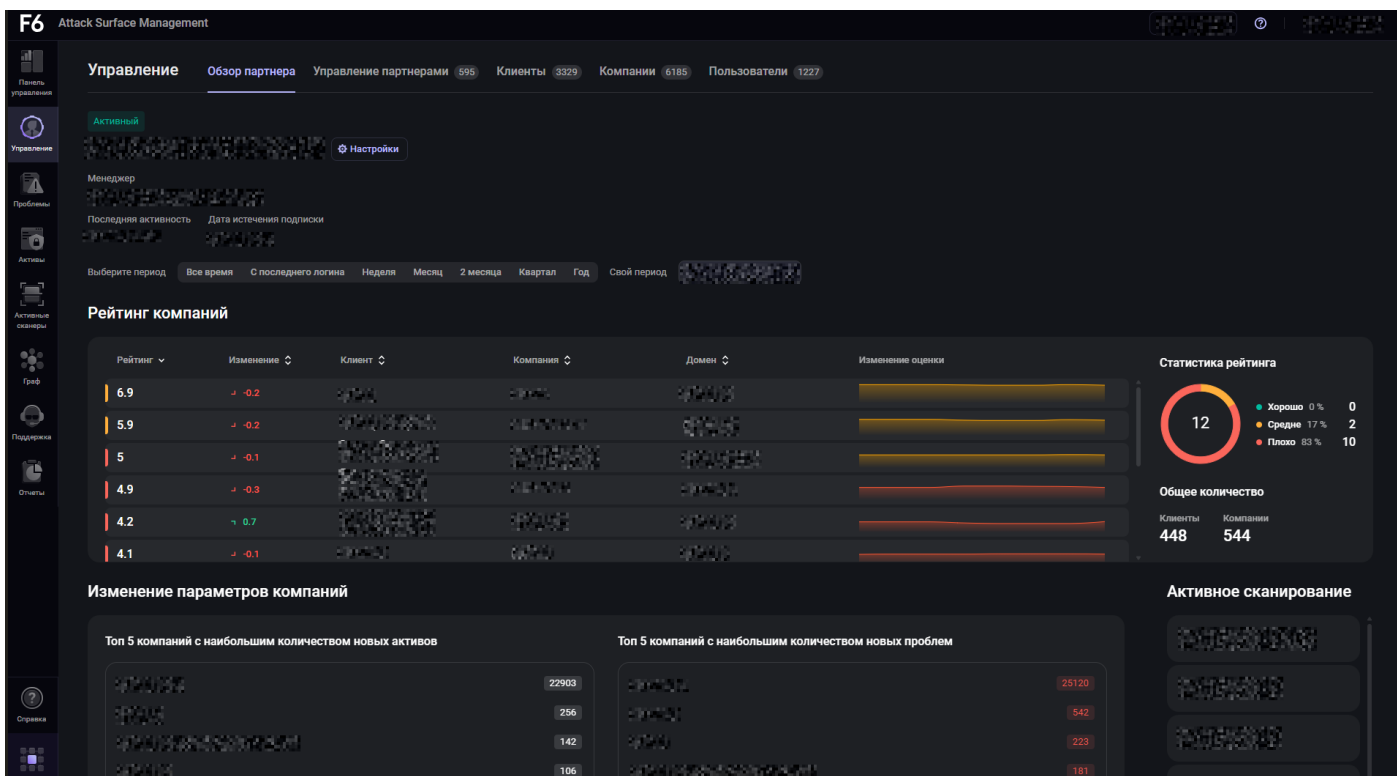 F6 Attack Surface Management
Панель управления
Управление
Проблемы
Активы
Активные сканеры
Граф
Поддержка
Отчеты
Справка
Управление Обзор партнера Управление партнерами 595 Клиенты 3329 Компании 6185 Пользователи 1227
Активный
Настройки
Менеджер
Последняя активность Дата истечения подписки
Выберите период Все время С последнего логина Неделя Месяц 2 месяца Квартал Год Свой период
Рейтинг компаний
Рейтинг Изменение Клиент Компания Домен Изменение оценки
6.9 -0.2
5.9 -0.2
5 -0.1
4.9 -0.3
4.2 0.7
4.1 -0.1
Статистика рейтинга
12
Хорошо 0 % 0
Средне 17 % 2
Плохо 83 % 10
Общее количество
Клиенты Компании
448 544
Изменение параметров компаний
Топ 5 компаний с наибольшим количеством новых активов
22903
256
142
106
Топ 5 компаний с наибольшим количеством новых проблем
25120
542
223
181
Активное сканирование